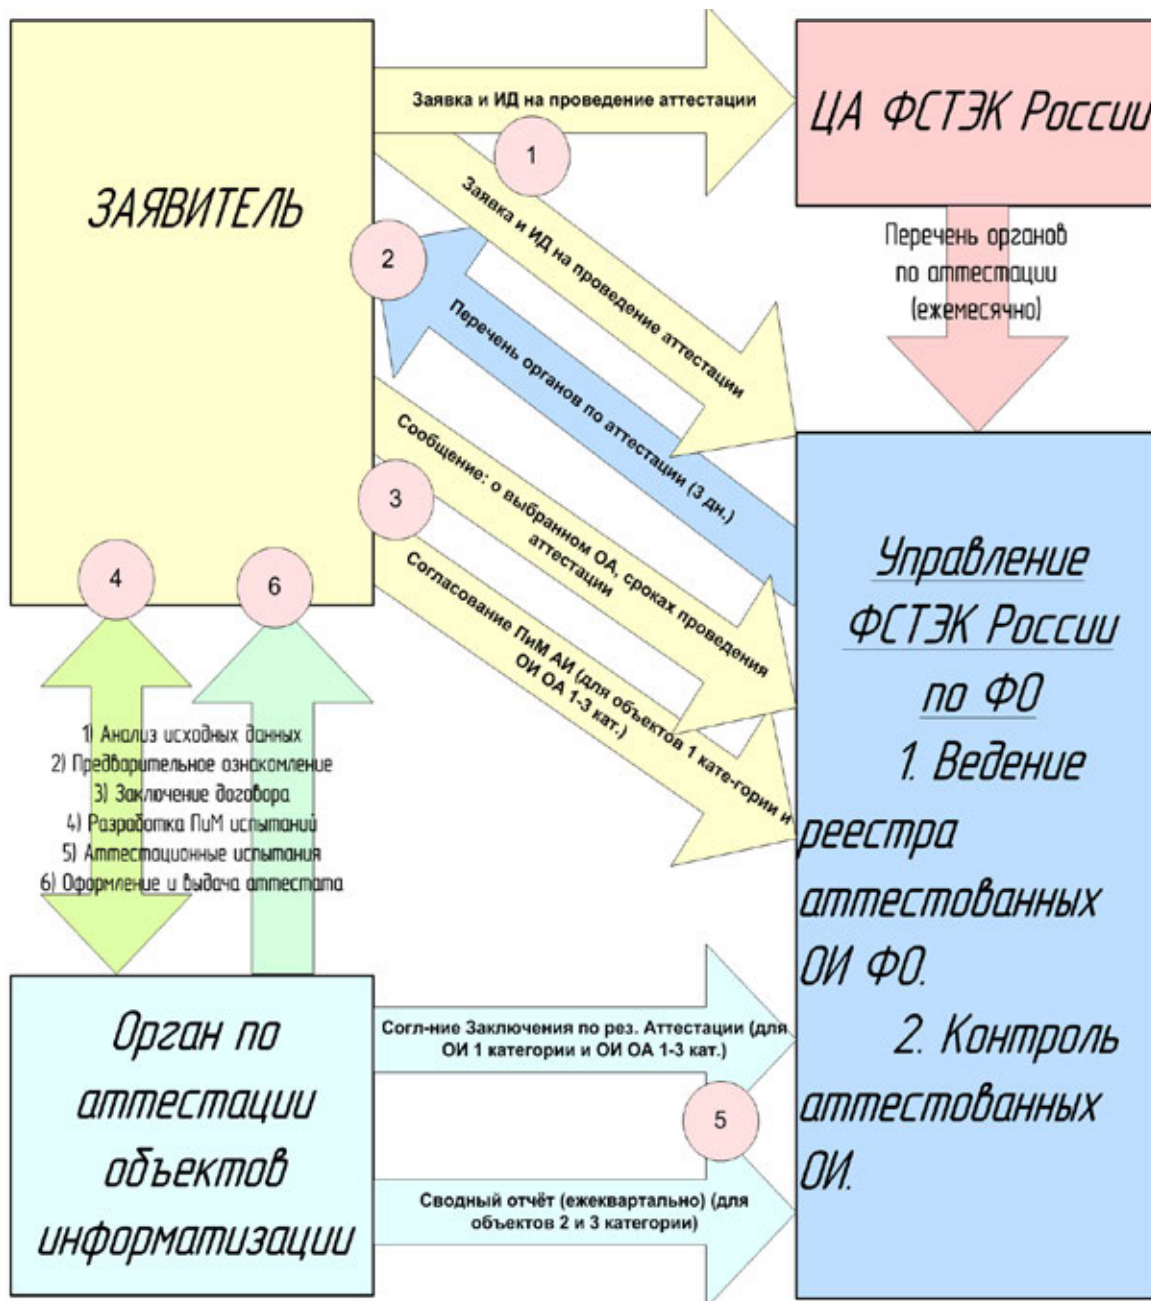 ЗАЯВИТЕЛЬ
Заявка и ИД на проведение аттестации
ЦА ФСТЭК России
1
Заявка и ИД на проведение аттестации
2
Перечень органов по аттестации (3 дн.)
Перечень органов
по аттестации
(ежемесячно)
Сообщение: о выбранном ОА, сроках проведения
аттестации
3
Согласование ПиМ АИ (для объектов 1 кате-гории и
ОИ ОА 1-3 кат.)
4
6
1) Анализ исходных данных
2) Предварительное ознакомление
3) Заключение договора
4) Разработка ПиМ испытаний
5) Аттестационные испытания
6) Оформление и выдача аттестата
Управление
ФСТЭК России
по ФО
1. Ведение
реестра
аттестованных
ОИ ФО.
2. Контроль
аттестованных
ОИ.
Орган по
аттестации
объектов
информатизации
Согл-ние Заключения по рез. Аттестации (для
ОИ 1 категории и ОИ ОА 1-3 кат.)
5
Сводный отчёт (ежеквартально) (для
объектов 2 и 3 категории)